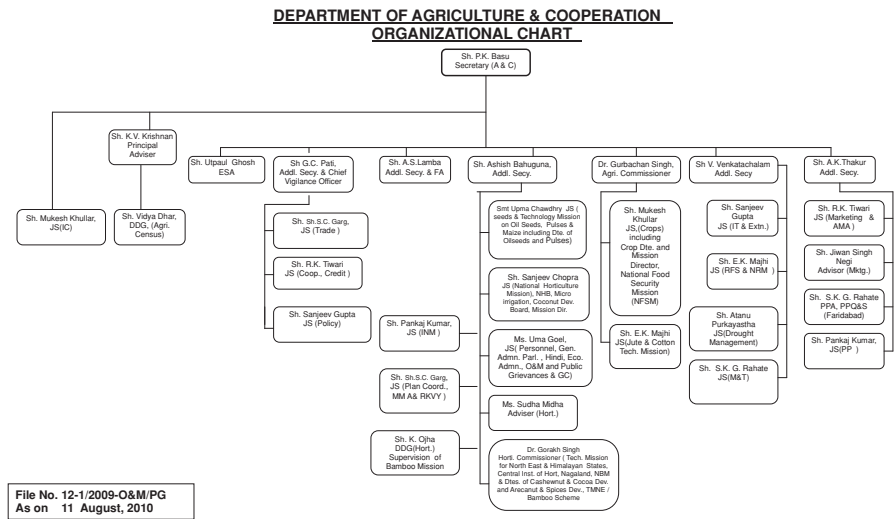 DEPARTMENT OF AGRICULTURE & COOPERATION
ORGANIZATIONAL CHART
Sh. P.K. Basu
Secretary (A & C)
Sh. K.V. Krishnan
Principal
Adviser
Sh. Utpaul Ghosh
ESA
Sh G.C. Pati,
Addl. Secy. & Chief
Vigilance Officer
Sh. A.S.Lamba
Addl. Secy. & FA
Sh. Ashish Bahuguna,
Addl. Secy.
Dr. Gurbachan Singh,
Agri. Commissioner
Sh V. Venkatachalam
Addl. Secy
Sh. A.K.Thakur
Addl. Secy.
Sh. Mukesh Khullar,
JS(IC)
Sh. Vidya Dhar,
DDG, (Agri.
Census)
Sh. Sh.S.C. Garg,
JS (Trade )
Sh. R.K. Tiwari
JS (Coop., Credit )
Sh. Sanjeev Gupta
JS (Policy)
Sh. Pankaj Kumar,
JS (INM )
Sh. Sh.S.C. Garg,
JS (Plan Coord.,
MM A& RKVY )
Sh. K. Ojha
DDG(Hort.)
Supervision of
Bamboo Mission
Smt Upma Chawdhry JS (
seeds & Technology Mission
on Oil Seeds, Pulses &
Maize including Dte. of
Oilseeds and Pulses)
Sh. Sanjeev Chopra
JS (National Horticulture
Mission), NHB, Micro
irrigation, Coconut Dev.
Board, Mission Dir.
Ms. Uma Goel,
JS( Personnel, Gen.
Admn. Parl. , Hindi, Eco.
Admn., O&M and Public
Grievances & GC)
Ms. Sudha Midha
Adviser (Hort.)
Dr. Gorakh Singh
Horti. Commissioner ( Tech. Mission
for North East & Himalayan States,
Central Inst. of Hort, Nagaland, NBM
& Dtes. of Cashewnut & Cocoa Dev.
and Arecanut & Spices Dev., TMNE /
Bamboo Scheme
Sh. Mukesh
Khullar
JS,(Crops)
including
Crop Dte. and
Mission
Director,
National Food
Security
Mission
(NFSM)
Sh. E.K. Majhi
JS(Jute & Cotton
Tech. Mission)
Sh. Sanjeev
Gupta
JS (IT & Extn.)
Sh. E.K. Majhi
JS (RFS & NRM )
Sh. Atanu
Purkayastha
JS(Drought
Management)
Sh. S.K. G. Rahate
JS(M&T)
Sh. R.K. Tiwari
JS (Marketing &
AMA )
Sh. Jiwan Singh
Negi
Advisor (Mktg.)
Sh. S.K. G. Rahate
PPA, PPQ&S
(Faridabad)
Sh. Pankaj Kumar,
JS(PP )
File No. 12-1/2009-O&M/PG
As on 11 August, 2010